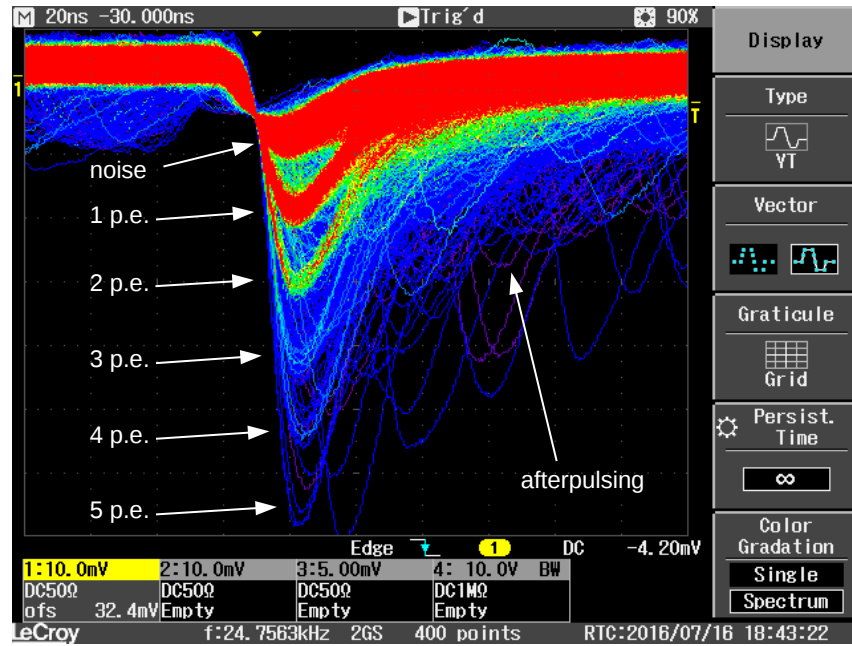 M 20ns -30.000ns Trig´d 90%
Display
1
T
Type
YT
noise
1 p.e.
Vector
2 p.e.
Graticule
Grid
3 p.e.
Persist.
Time
4 p.e.
afterpulsing
∞
5 p.e.
Edge 1 DC -4.20mV
Color
Gradation
Single
Spectrum
1:10.0mV 2:10.0mV 3:5.00mV 4: 10.0V BW
DC50Ω DC50Ω DC50Ω DC1MΩ
ofs 32.4mV Empty Empty Empty
LeCroy f:24.7563kHz 2GS 400 points RTC:2016/07/16 18:43:22